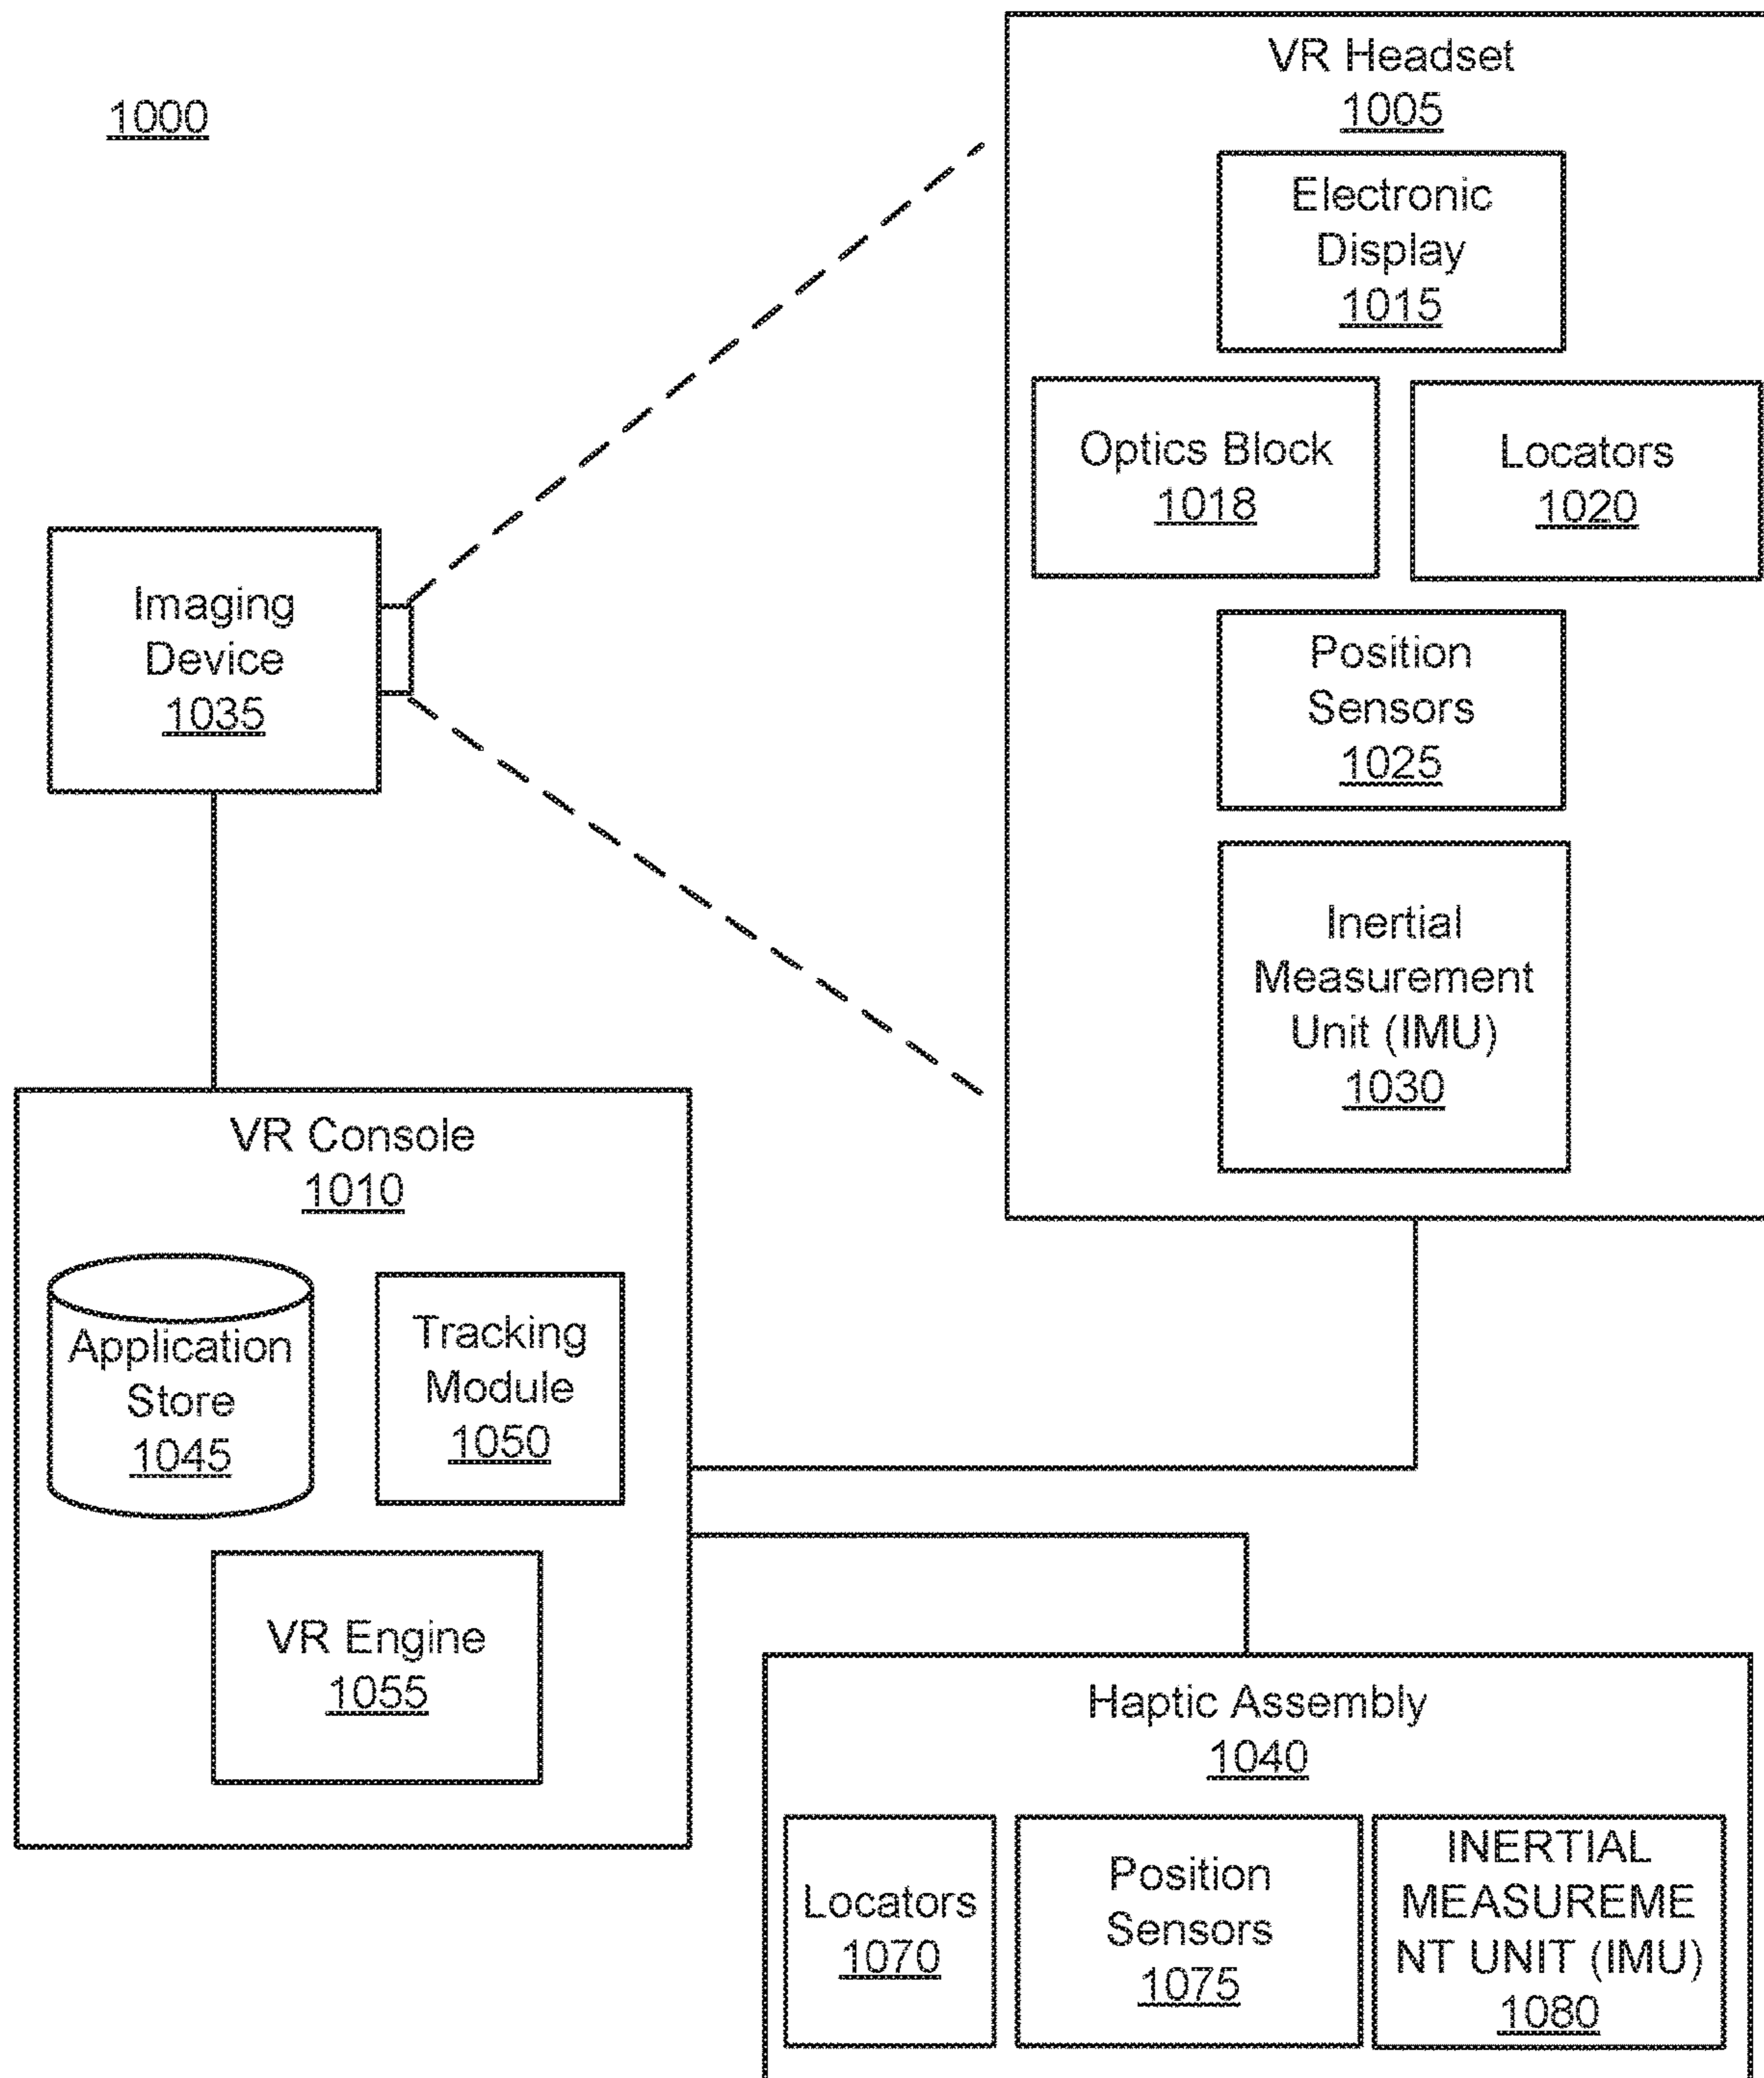 1000
VR Headset
1005
Electronic
Display
1015
Optics Block
1018
Locators
1020
Position
Sensors
1025
Inertial
Measurement
Unit (IMU)
1030
Imaging
Device
1035
VR Console
1010
Application
Store
1045
Tracking
Module
1050
VR Engine
1055
Haptic Assembly
1040
Locators
1070
Position
Sensors
1075
INERTIAL
MEASUREME
NT UNIT (IMU)
1080